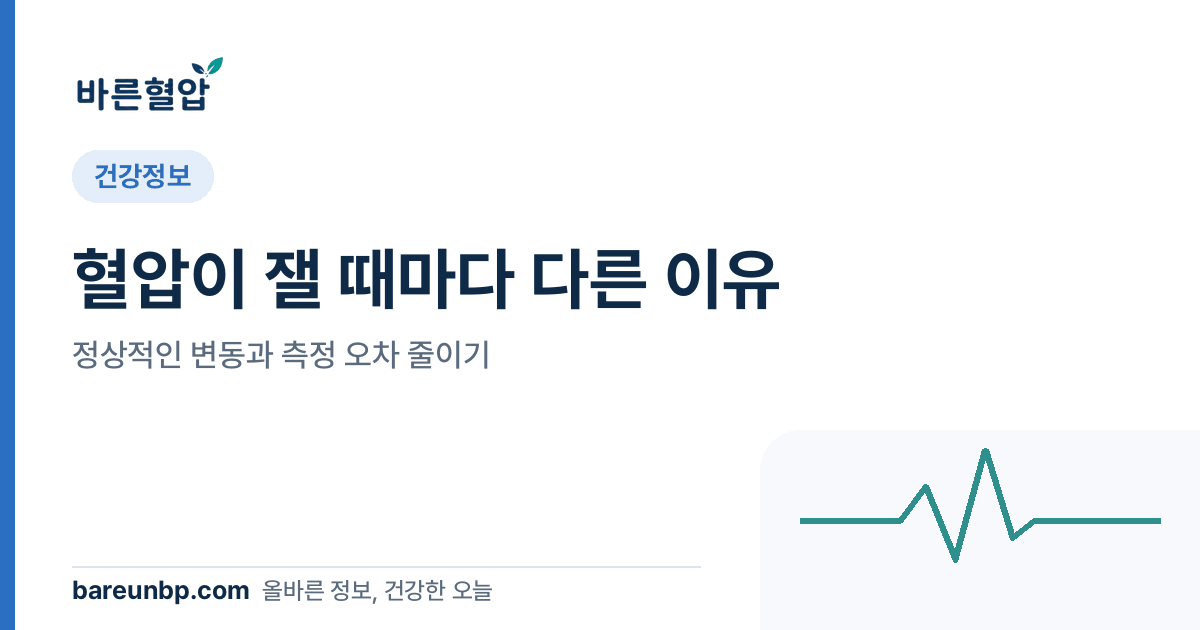 바른혈압
건강정보
혈압이 잴 때마다 다른 이유
정상적인 변동과 측정 오차 줄이기
bareunbp.com 올바른 정보, 건강한 오늘